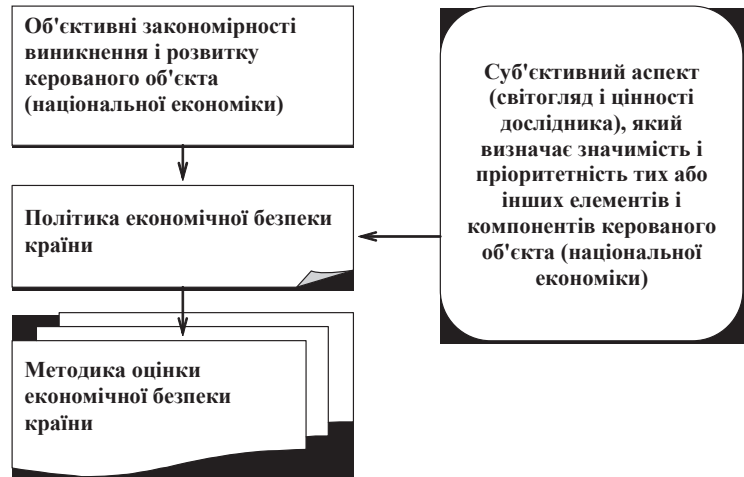 Об'єктивні закономірності
виникнення і розвитку
керованого об'єкта
(національної економіки)
Суб'єктивний аспект
(світогляд і цінності
дослідника), який
визначає значимість і
пріоритетність тих або
інших елементів і
компонентів керованого
об'єкта (національної
економіки)
Політика економічної безпеки
країни
Методика оцінки
економічної безпеки
країни